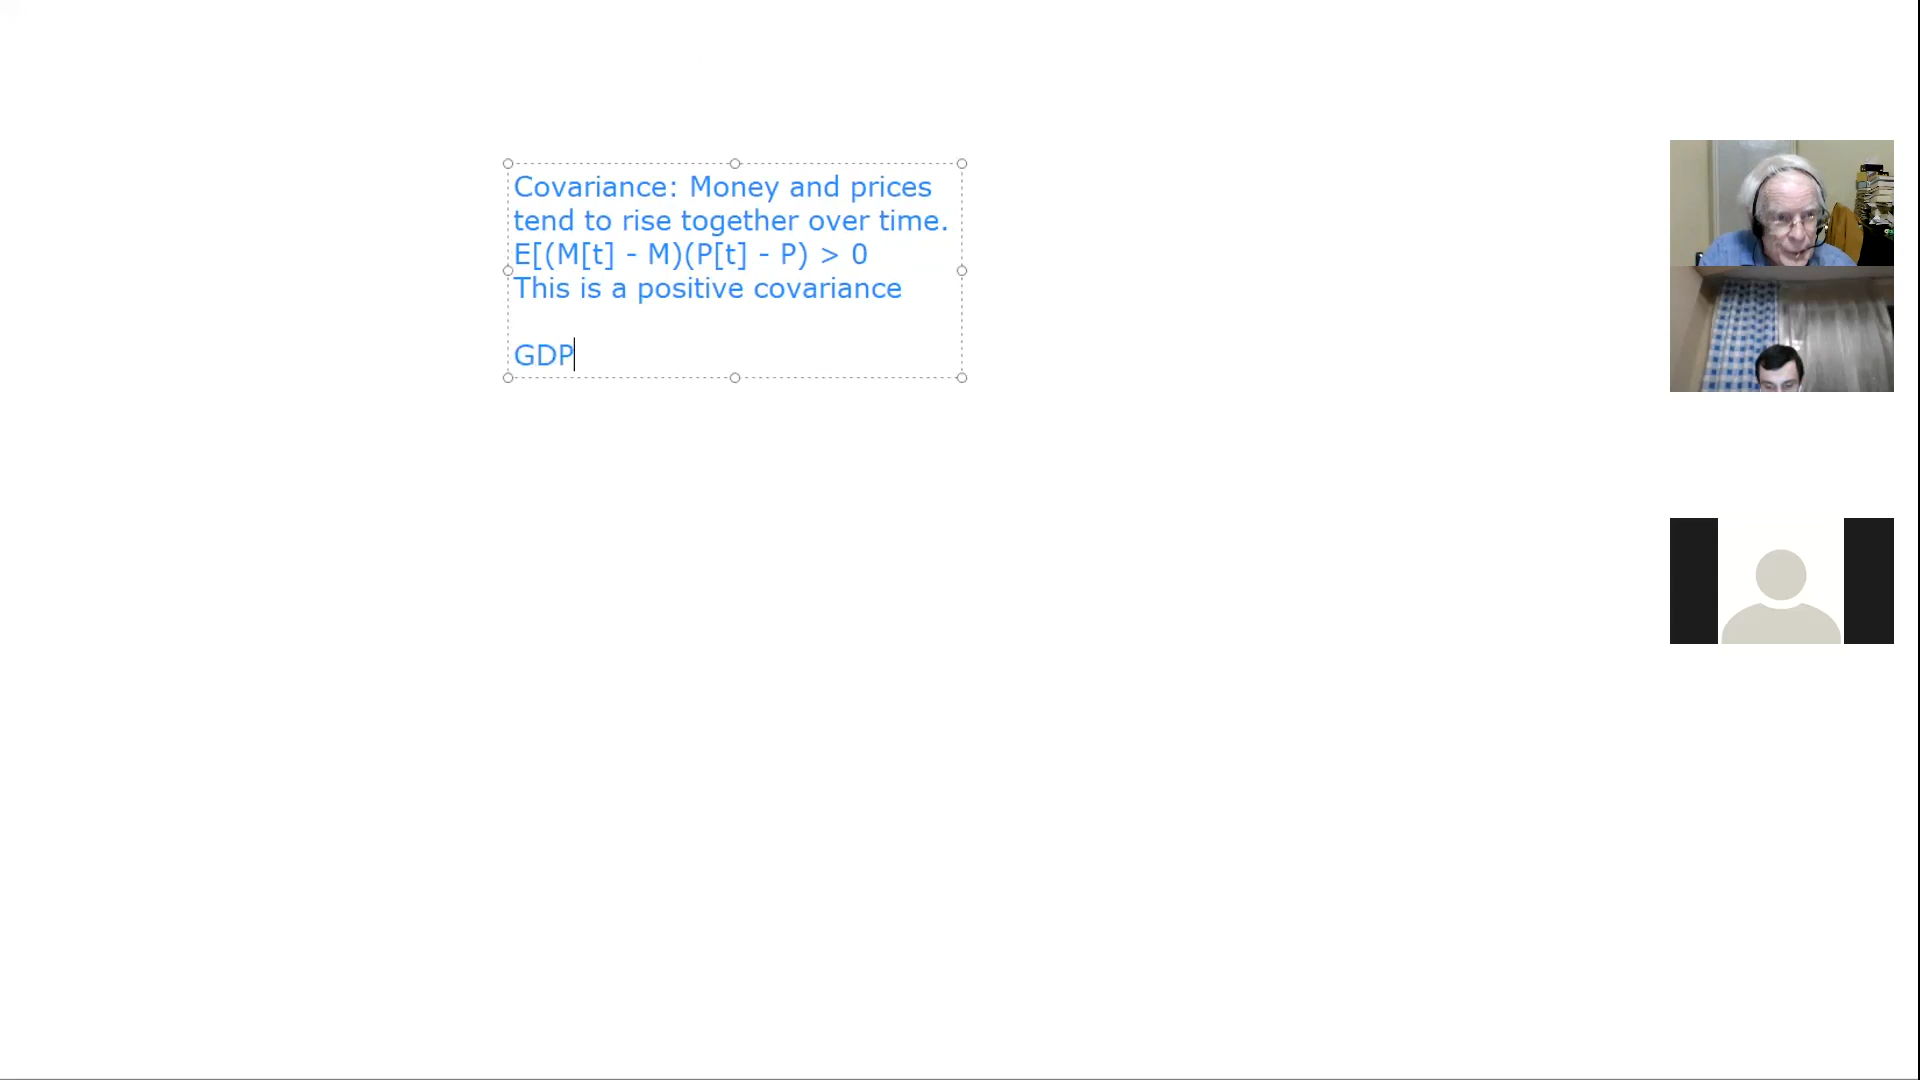 Covariance: Money and prices
tend to rise together over time.
E[(M[t] - M)(P[t] - P) > 0
This is a positive covariance
GDP